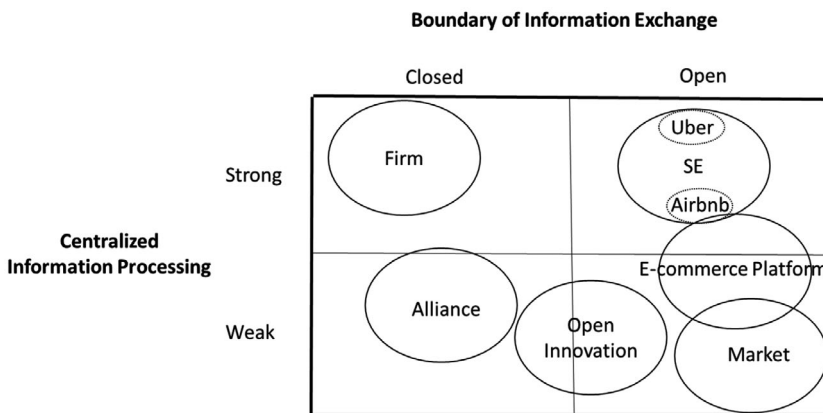 Boundary of Information Exchange
Closed
Open
Strong
Firm
Uber
SE
Airbnb
Centralized
Information Processing
E-commerce Platform
Weak
Alliance
Open
Innovation
Market